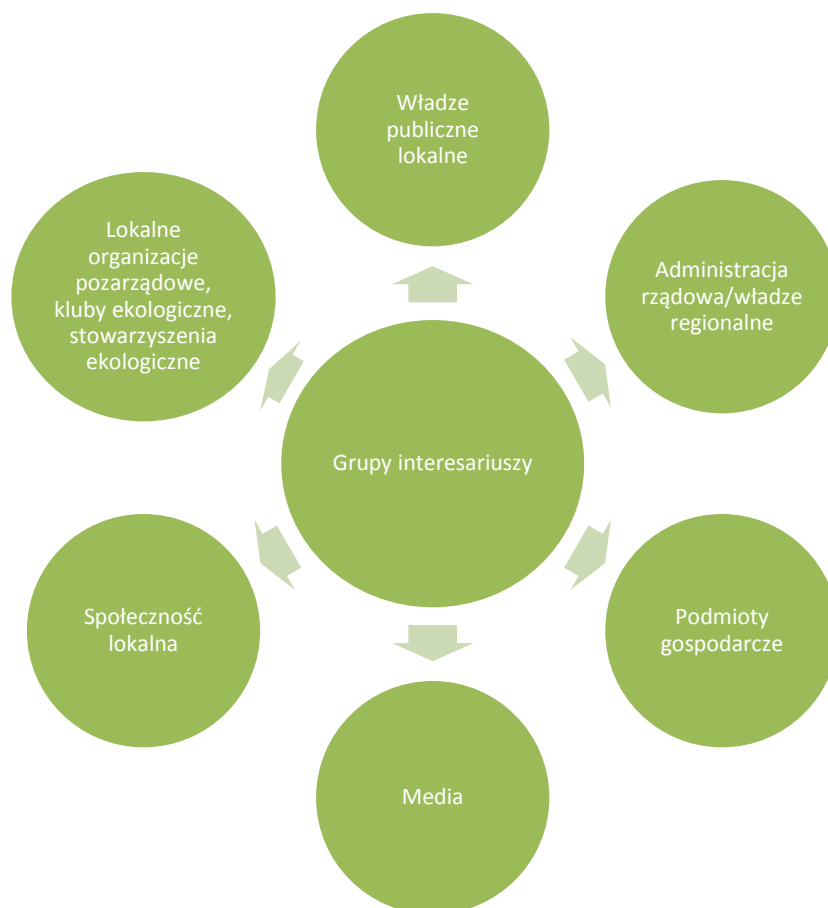 Władze
publiczne
lokalne
Lokalne
organizacje
pozarządowe,
kluby ekologiczne,
stowarzyszenia
ekologiczne
Administracja
rządowa/władze
regionalne
Grupy interesariuszy
Społeczność
lokalna
Podmioty
gospodarcze
Media